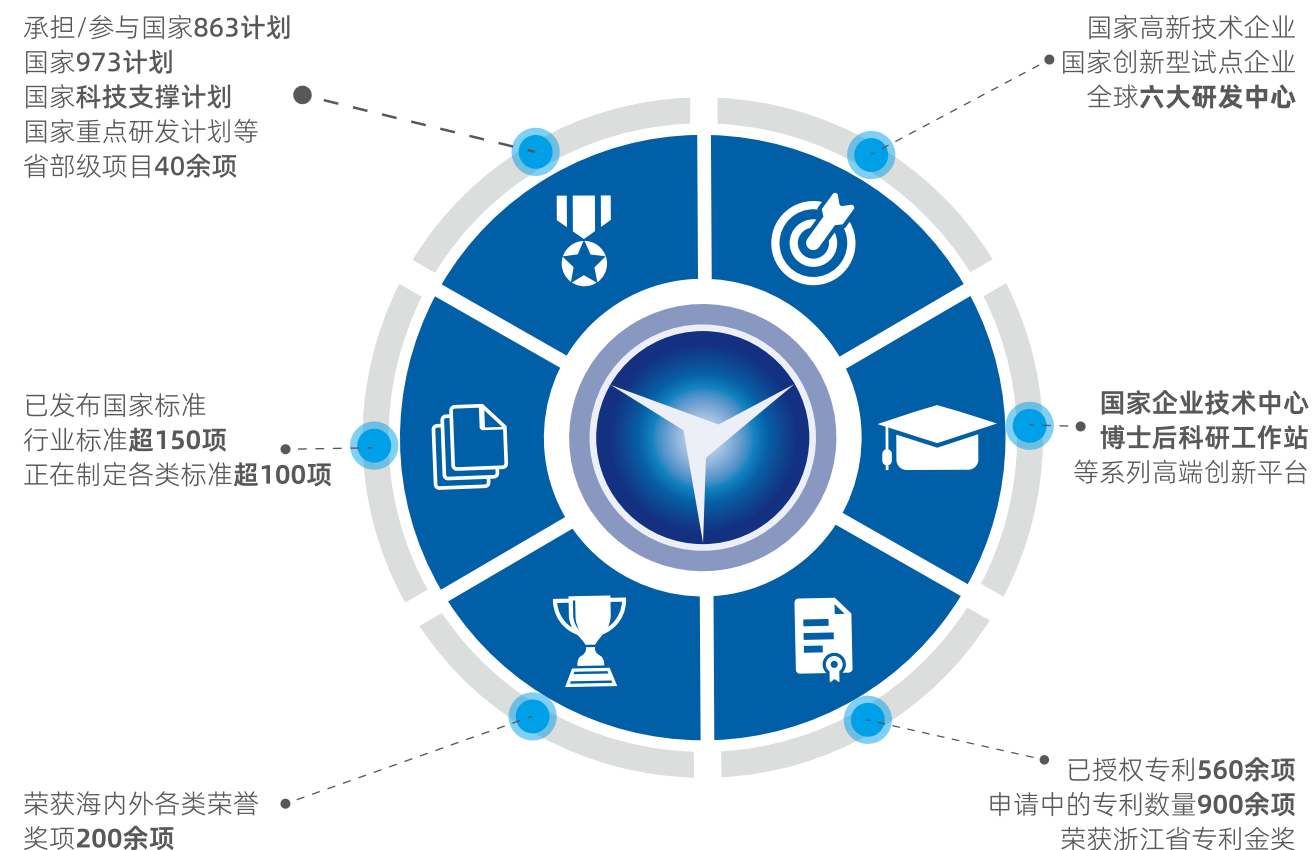 承担/参与国家863计划
国家973计划
国家科技支撑计划
国家重点研发计划等
省部级项目40余项
国家高新技术企业
国家创新型试点企业
全球六大研发中心
已发布国家标准
行业标准超150项
正在制定各类标准超100项
国家企业技术中心
博士后科研工作站
等系列高端创新平台
荣获海内外各类荣誉
奖项200余项
已授权专利560余项
申请中的专利数量900余项
荣获浙江省专利金奖